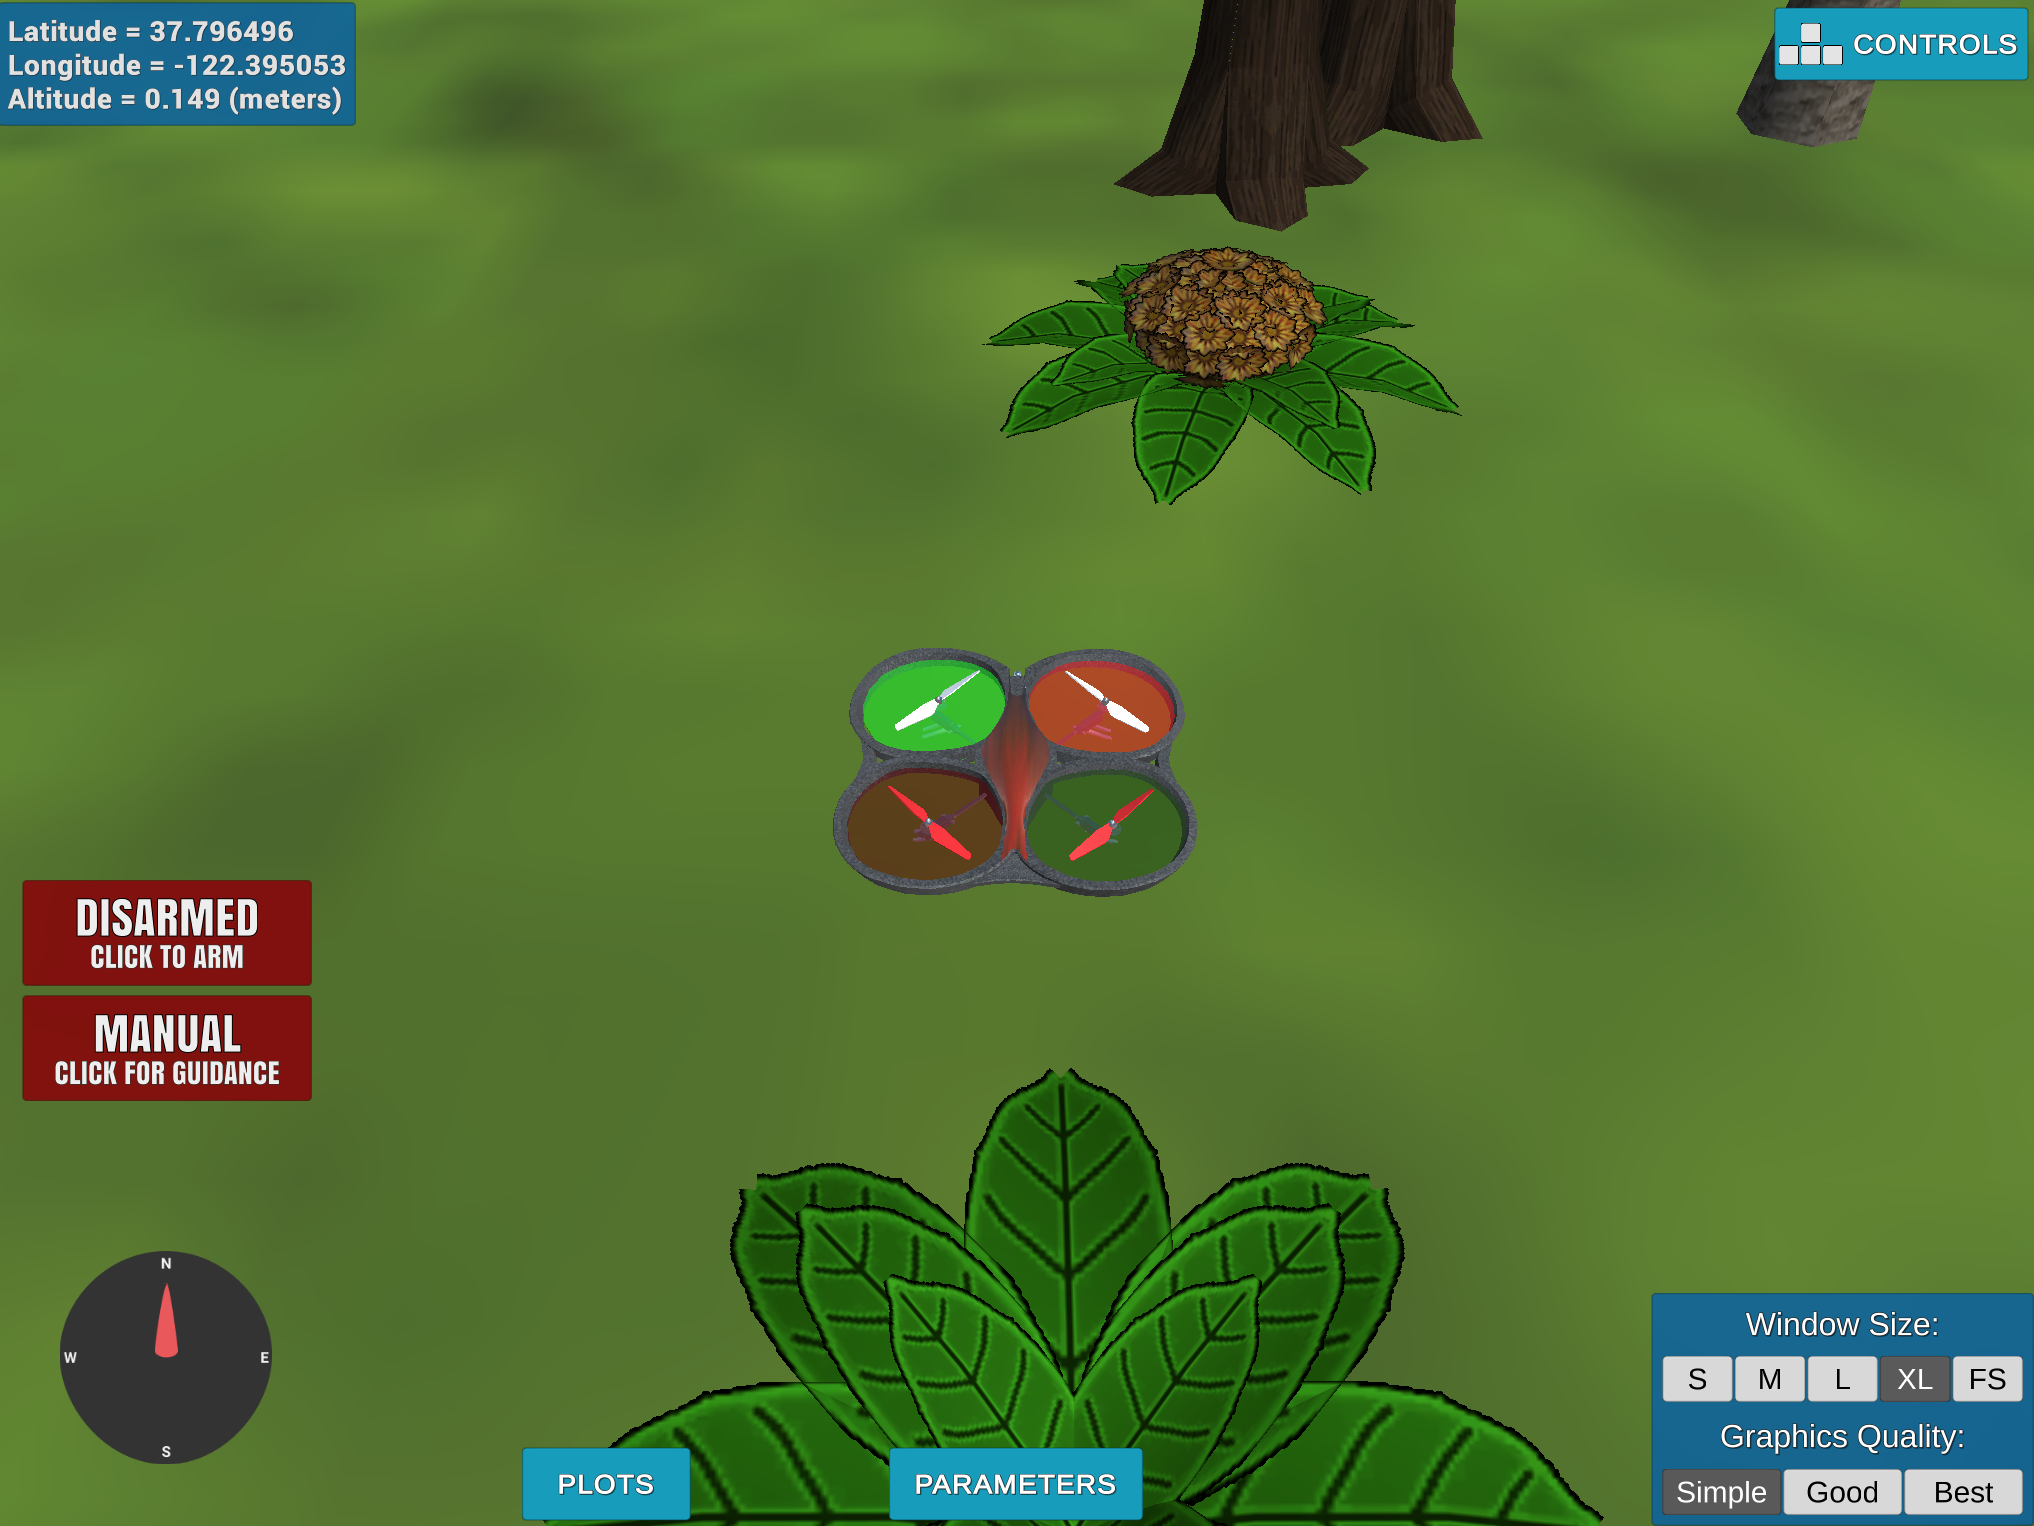 Latitude = 37.796496
Longitude = -122.395053
Altitude = 0.149 (meters)
CONTROLS
DISARMED
CLICK TO ARM
MANUAL
CLICK FOR GUIDANCE
N
W
E
S
PLOTS
PARAMETERS
Window Size:
S M L XL FS
Graphics Quality:
Simple Good Best